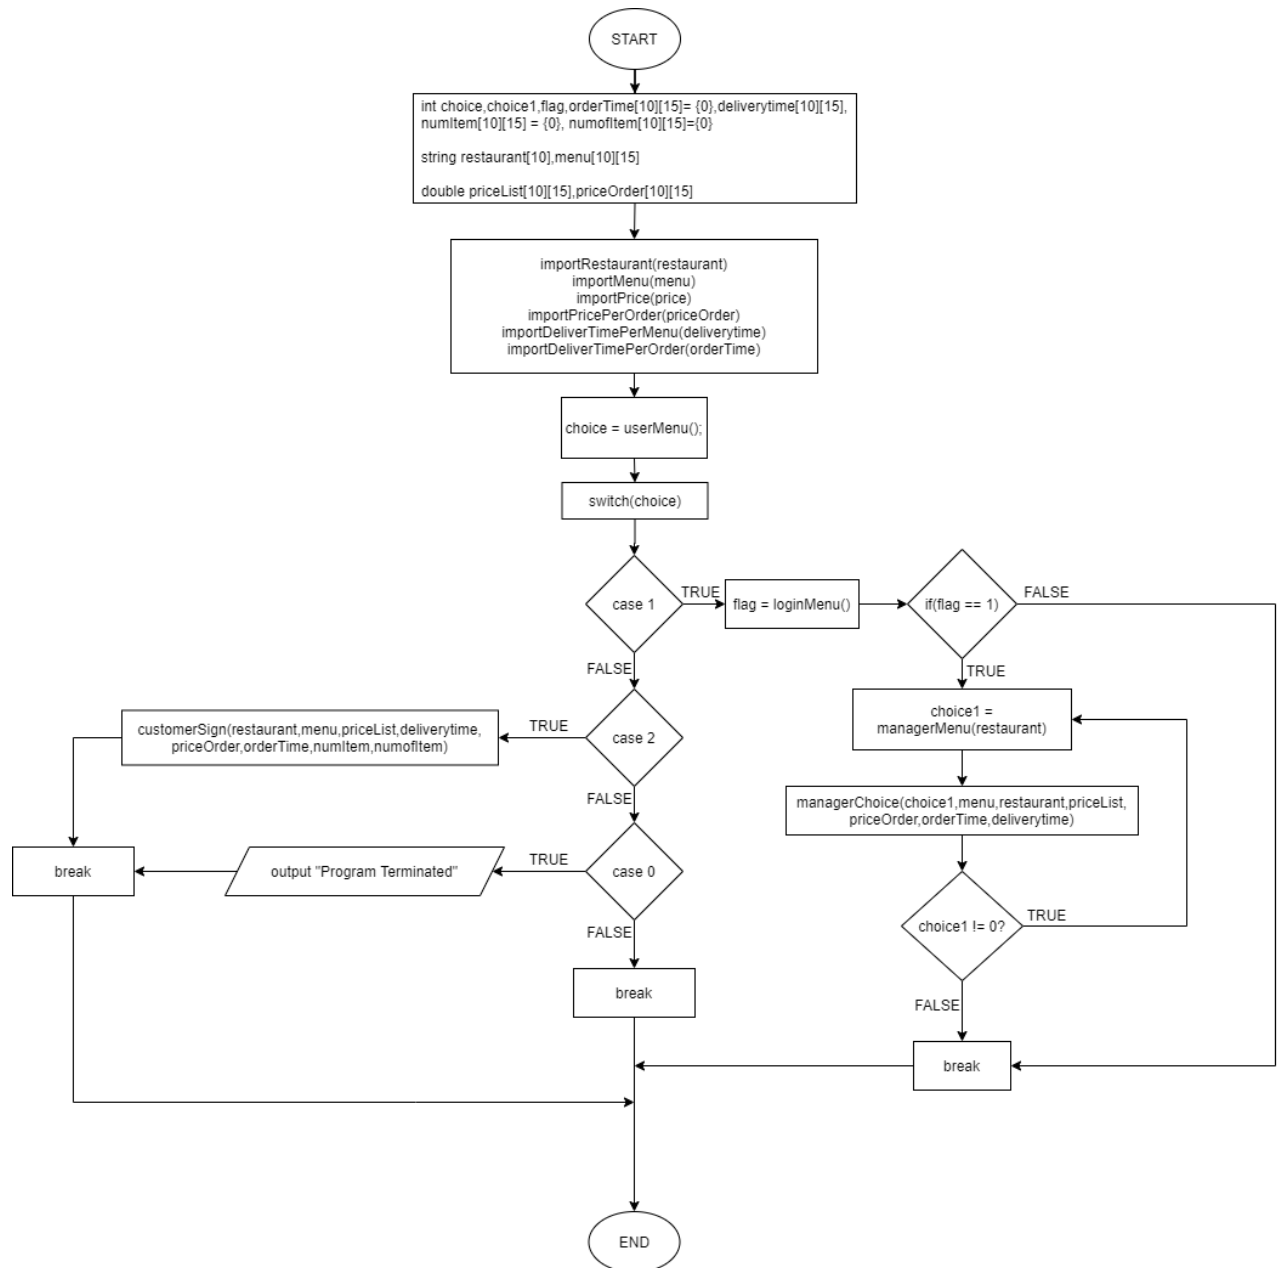 START
int choice,choice1,flag,orderTime[10][15]= {0},deliverytime[10][15],
numItem[10][15] = {0}, numofItem[10][15]={0}
string restaurant[10],menu[10][15]
double priceList[10][15],priceOrder[10][15]
importRestaurant(restaurant)
importMenu(menu)
importPrice(price)
importPricePerOrder(priceOrder)
importDeliverTimePerMenu(deliverytime)
importDeliverTimePerOrder(orderTime)
choice = userMenu();
switch(choice)
case 1
TRUE
flag = loginMenu()
if(flag == 1)
FALSE
FALSE
TRUE
choice1 =
managerMenu(restaurant)
customerSign(restaurant,menu,priceList,deliverytime,
priceOrder,orderTime,numItem,numofItem)
TRUE
case 2
FALSE
managerChoice(choice1,menu,restaurant,priceList,
priceOrder,orderTime,deliverytime)
break
output "Program Terminated"
TRUE
case 0
choice1 != 0?
TRUE
FALSE
break
FALSE
break
END